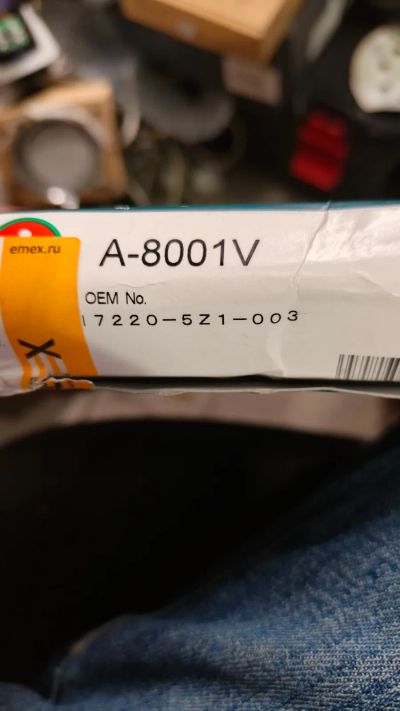 emex.ru
A-8001V
OEM No.
17220-5Z1-003
X